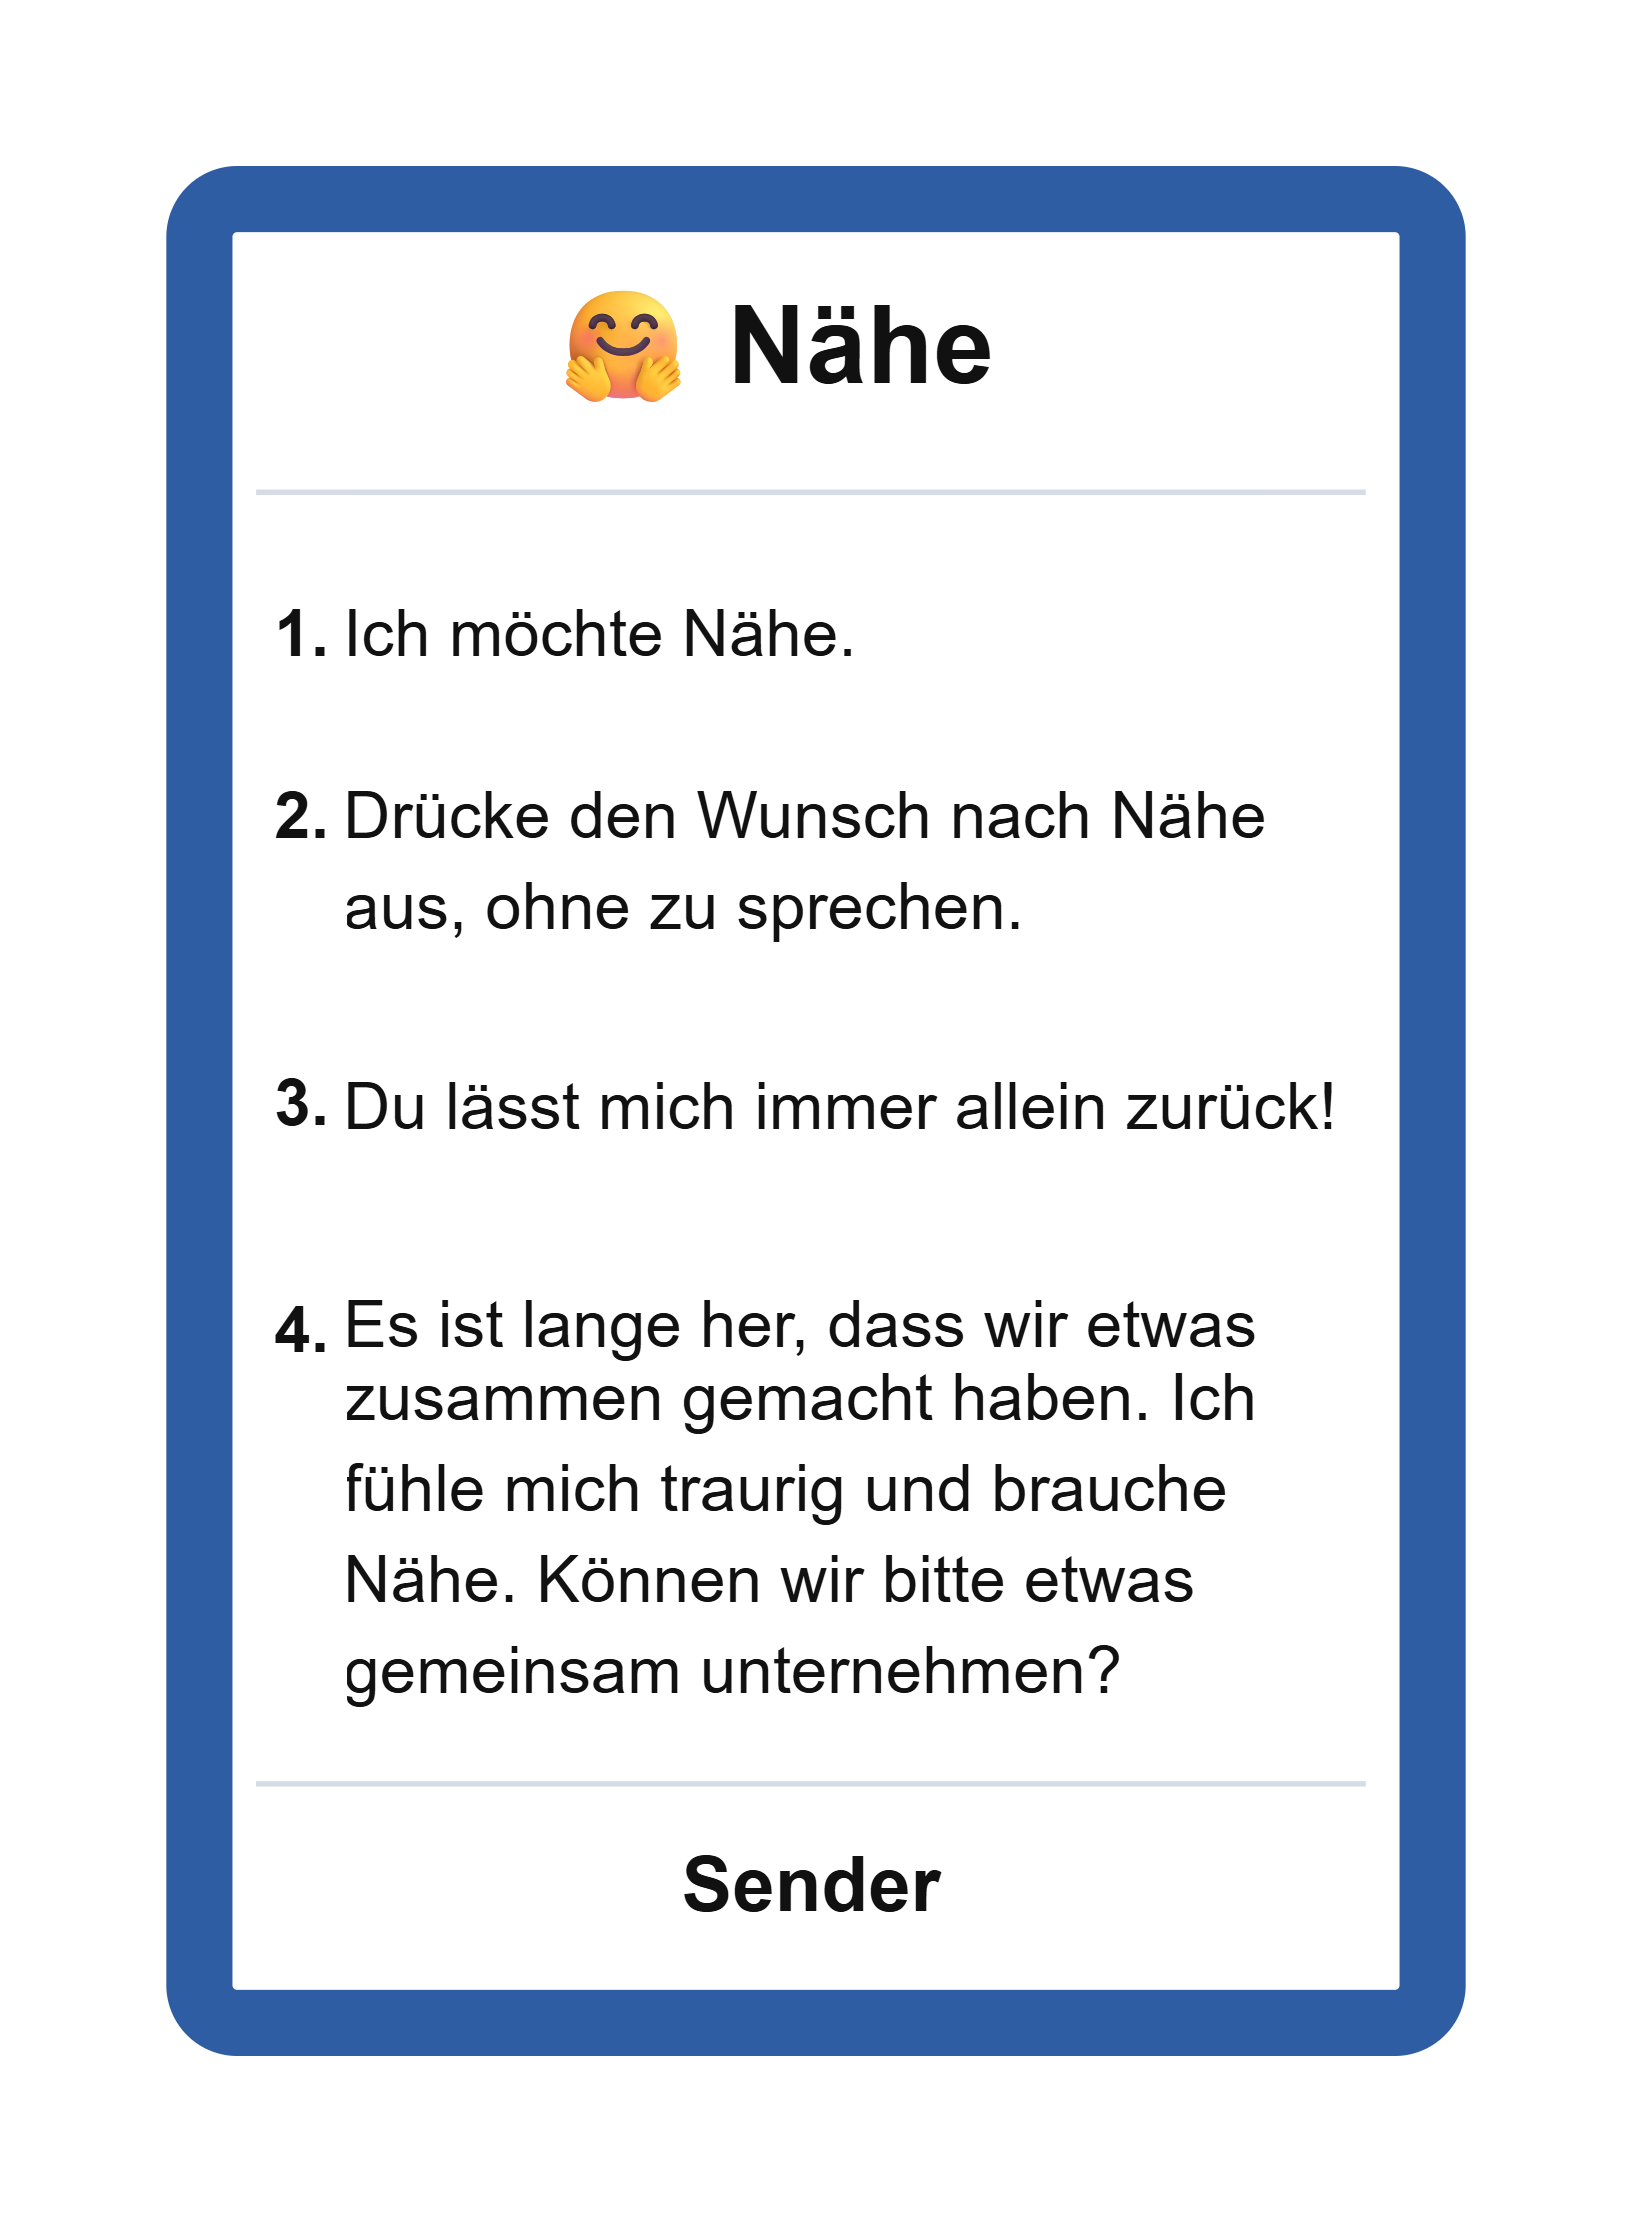 🤗 Nähe
1. Ich möchte Nähe.
2. Drücke den Wunsch nach Nähe
aus, ohne zu sprechen.
3. Du lässt mich immer allein zurück!
4. Es ist lange her, dass wir etwas
zusammen gemacht haben. Ich
fühle mich traurig und brauche
Nähe. Können wir bitte etwas
gemeinsam unternehmen?
Sender